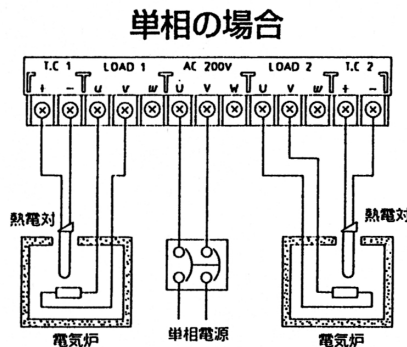 単相の場合
T.C 1 LOAD 1 AC 200V LOAD 2 T.C 2
+ - u v w U V W U v w + -
熱電対 熱電対
電気炉 単相電源 電気炉